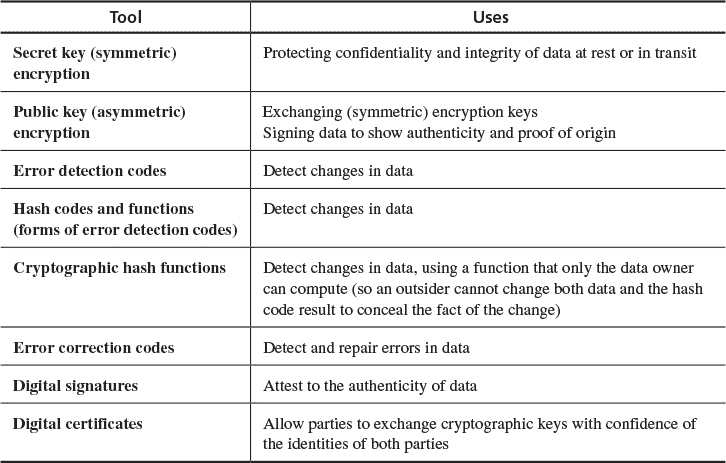 Tool Uses
Secret key (symmetric) Protecting confidentiality and integrity of data at rest or in transit
encryption
Public key (asymmetric) Exchanging (symmetric) encryption keys
encryption Signing data to show authenticity and proof of origin
Error detection codes Detect changes in data
Hash codes and functions Detect changes in data
(forms of error detection codes)
Cryptographic hash functions Detect changes in data, using a function that only the data owner
can compute (so an outsider cannot change both data and the hash
code result to conceal the fact of the change)
Error correction codes Detect and repair errors in data
Digital signatures Attest to the authenticity of data
Digital certificates Allow parties to exchange cryptographic keys with confidence of
the identities of both parties